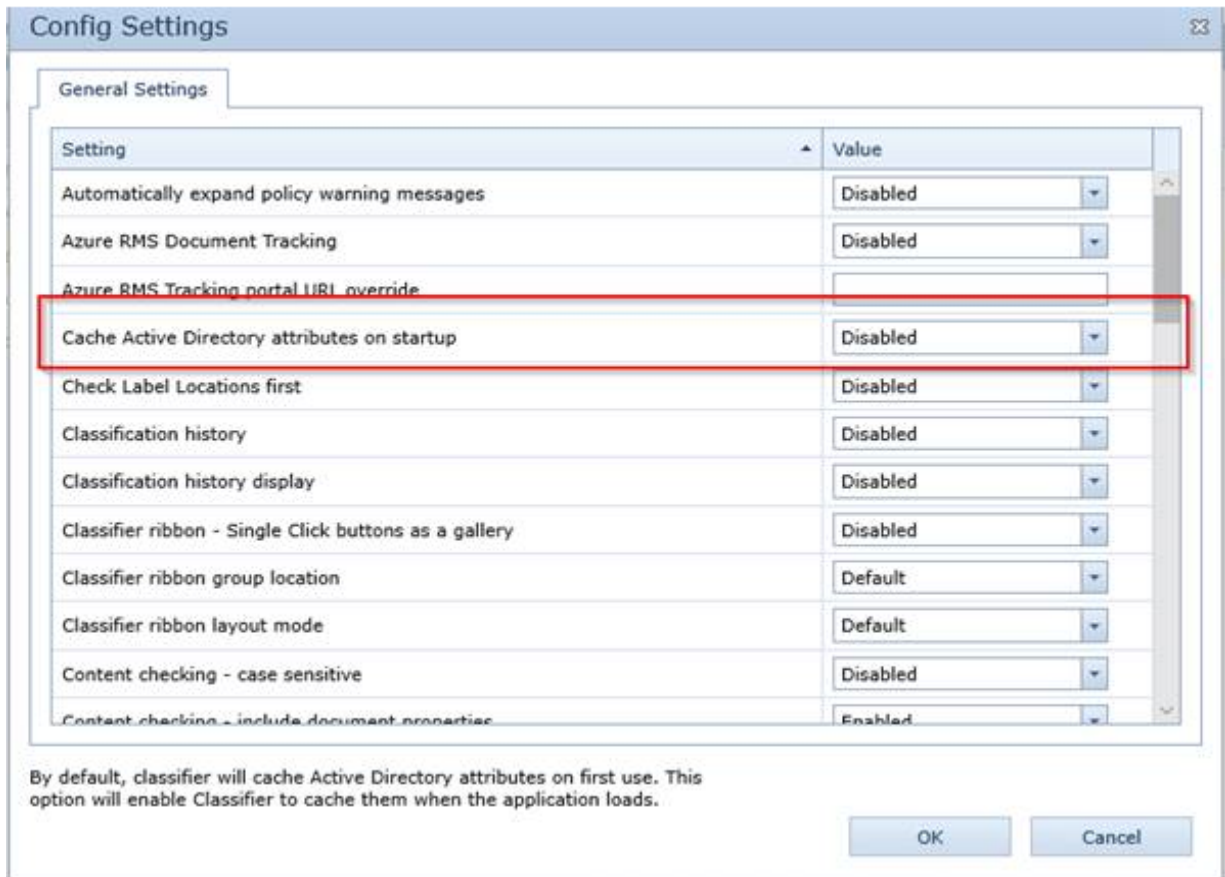 Config Settings
General Settings
Setting Value
Automatically expand policy warning messages Disabled
Azure RMS Document Tracking Disabled
Azure RMS Tracking portal URL override
Cache Active Directory attributes on startup Disabled
Check Label Locations first Disabled
Classification history Disabled
Classification history display Disabled
Classifier ribbon - Single Click buttons as a gallery Disabled
Classifier ribbon group location Default
Classifier ribbon layout mode Default
Content checking - case sensitive Disabled
Content checking - include document properties Enabled
By default, classifier will cache Active Directory attributes on first use. This
option will enable Classifier to cache them when the application loads.
OK Cancel